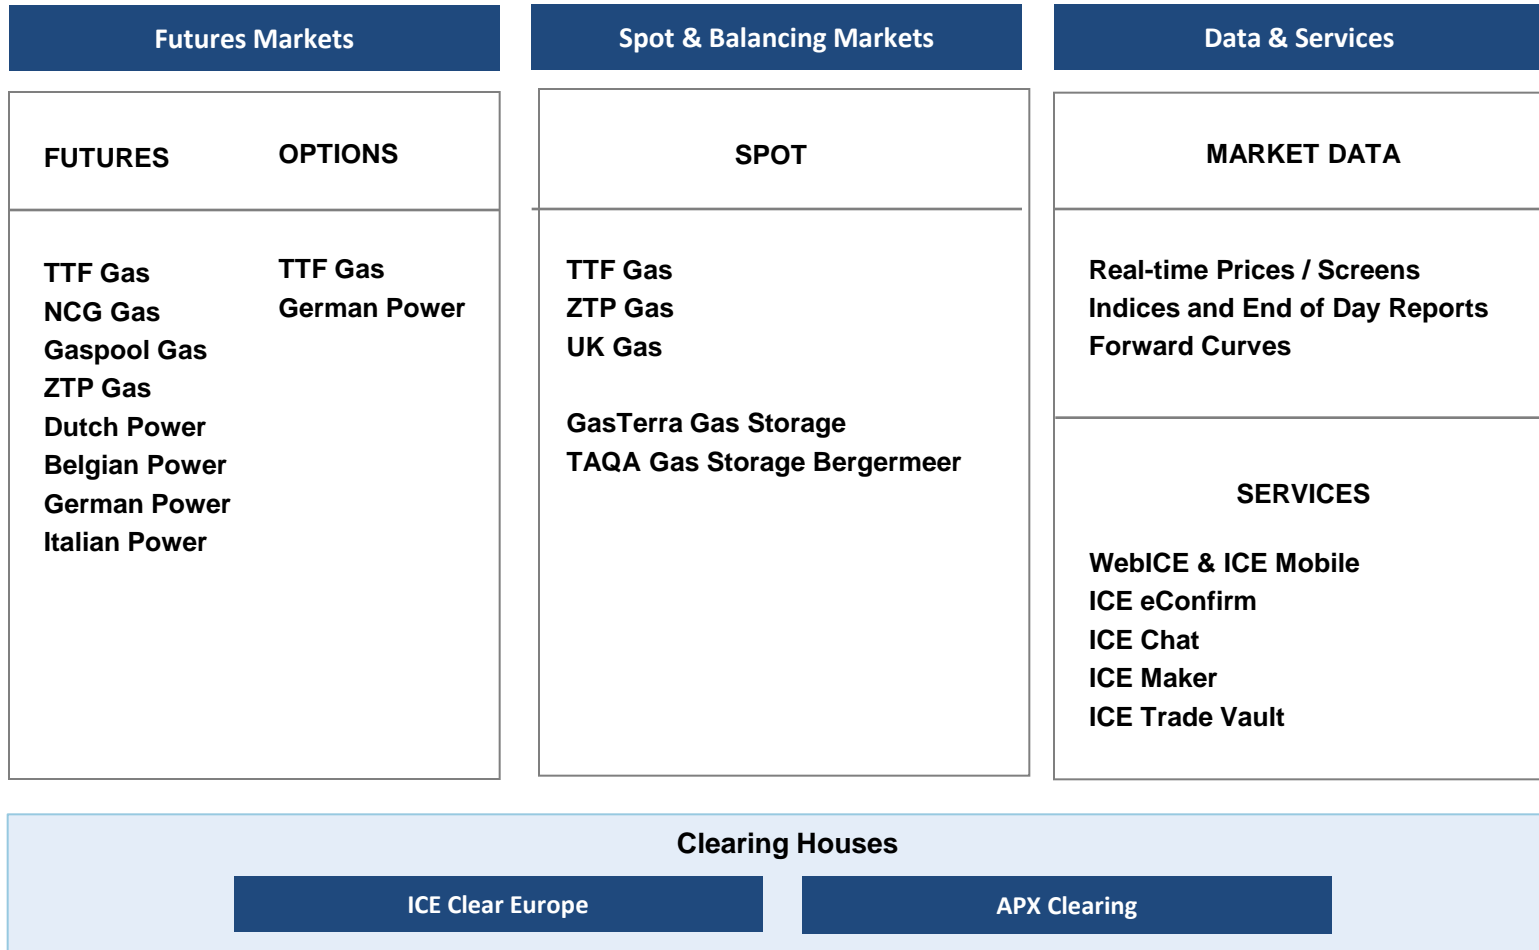 Futures Markets
Spot & Balancing Markets
Data & Services
FUTURES
OPTIONS
TTF Gas
NCG Gas
Gaspool Gas
ZTP Gas
Dutch Power
Belgian Power
German Power
Italian Power
TTF Gas
German Power
SPOT
TTF Gas
ZTP Gas
UK Gas
GasTerra Gas Storage
TAQA Gas Storage Bergermeer
MARKET DATA
Real-time Prices / Screens
Indices and End of Day Reports
Forward Curves
SERVICES
WebICE & ICE Mobile
ICE eConfirm
ICE Chat
ICE Maker
ICE Trade Vault
Clearing Houses
ICE Clear Europe
APX Clearing